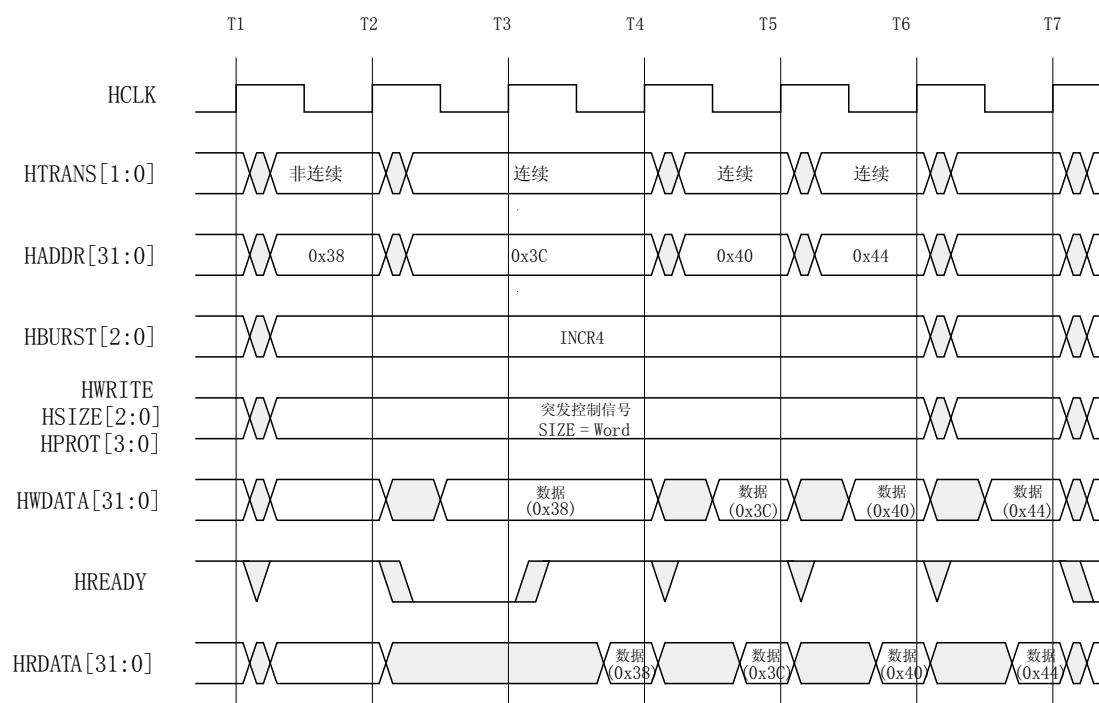 T1 T2 T3 T4 T5 T6 T7
HCLK
HTRANS[1:0] 非连续 连续 连续 连续
HADDR[31:0] 0x38 0x3C 0x40 0x44
HBURST[2:0] INCR4
HWRITE
HSIZE[2:0]
HPROT[3:0]
突发控制信号
SIZE = Word
HWDATA[31:0]
数据 数据 数据 数据
(0x38) (0x3C) (0x40) (0x44)
HREADY
HRDATA[31:0]
数据 数据 数据 数据
(0x38) (0x3C) (0x40) (0x44)